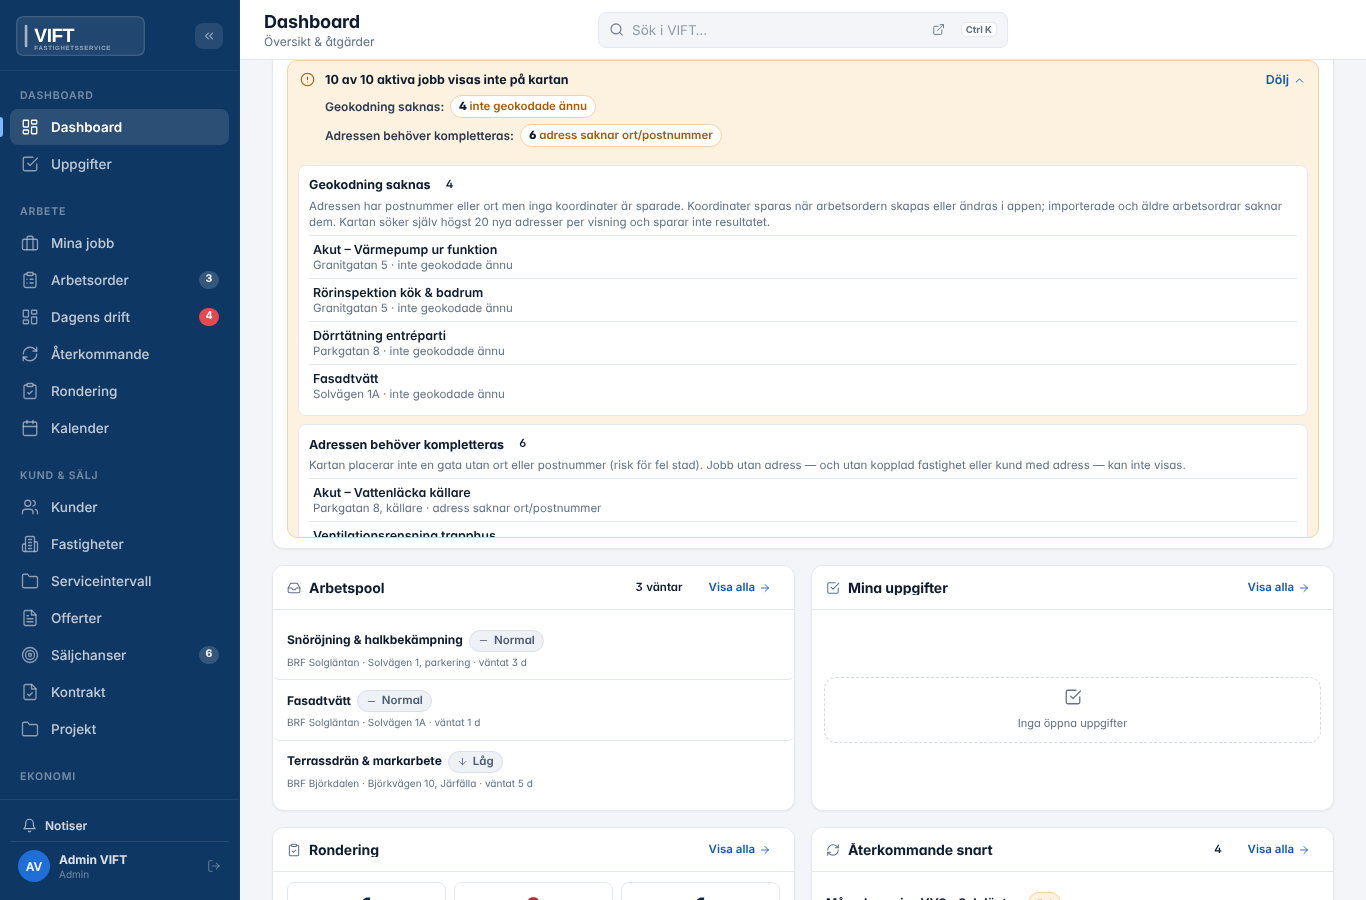 VIFT
FASTIGHETSSERVICE
DASHBOARD
Dashboard
Uppgifter
ARBETE
Mina jobb
Arbetsorder 3
Dagens drift 4
Återkommande
Rondering
Kalender
KUND & SÄLJ
Kunder
Fastigheter
Serviceintervall
Offerter
Säljchanser 6
Kontrakt
Projekt
EKONOMI
Notiser
AV
Admin VIFT
Admin
Dashboard
Översikt & åtgärder
Sök i VIFT...
Ctrl K
10 av 10 aktiva jobb visas inte på kartan
Dölj
Geokodning saknas: 4 inte geokodade ännu
Adressen behöver kompletteras: 6 adress saknar ort/postnummer
Geokodning saknas 4
Adressen har postnummer eller ort men inga koordinater är sparade. Koordinater sparas när arbetsordern skapas eller ändras i appen; importerade och äldre arbetsordrar saknar
dem. Kartan söker själv högst 20 nya adresser per visning och sparar inte resultatet.
Akut – Värmepump ur funktion
Granitgatan 5 · inte geokodade ännu
Rörinspektion kök & badrum
Granitgatan 5 · inte geokodade ännu
Dörrtätning entréparti
Parkgatan 8 · inte geokodade ännu
Fasadtvätt
Solvägen 1A · inte geokodade ännu
Adressen behöver kompletteras 6
Kartan placerar inte en gata utan ort eller postnummer (risk för fel stad). Jobb utan adress — och utan kopplad fastighet eller kund med adress — kan inte visas.
Akut – Vattenläcka källare
Parkgatan 8, källare · adress saknar ort/postnummer
Ventilationsrensning trapphus
Arbetspool
3 väntar
Visa alla →
Snöröjning & halkbekämpning — Normal
BRF Solgläntan · Solvägen 1, parkering · väntat 3 d
Fasadtvätt — Normal
BRF Solgläntan · Solvägen 1A · väntat 1 d
Terrassdrän & markarbete ↓ Låg
BRF Björkdalen · Björkvägen 10, Järfälla · väntat 5 d
Mina uppgifter
Visa alla →
Inga öppna uppgifter
Rondering
Visa alla →
Återkommande snart
4
Visa alla →